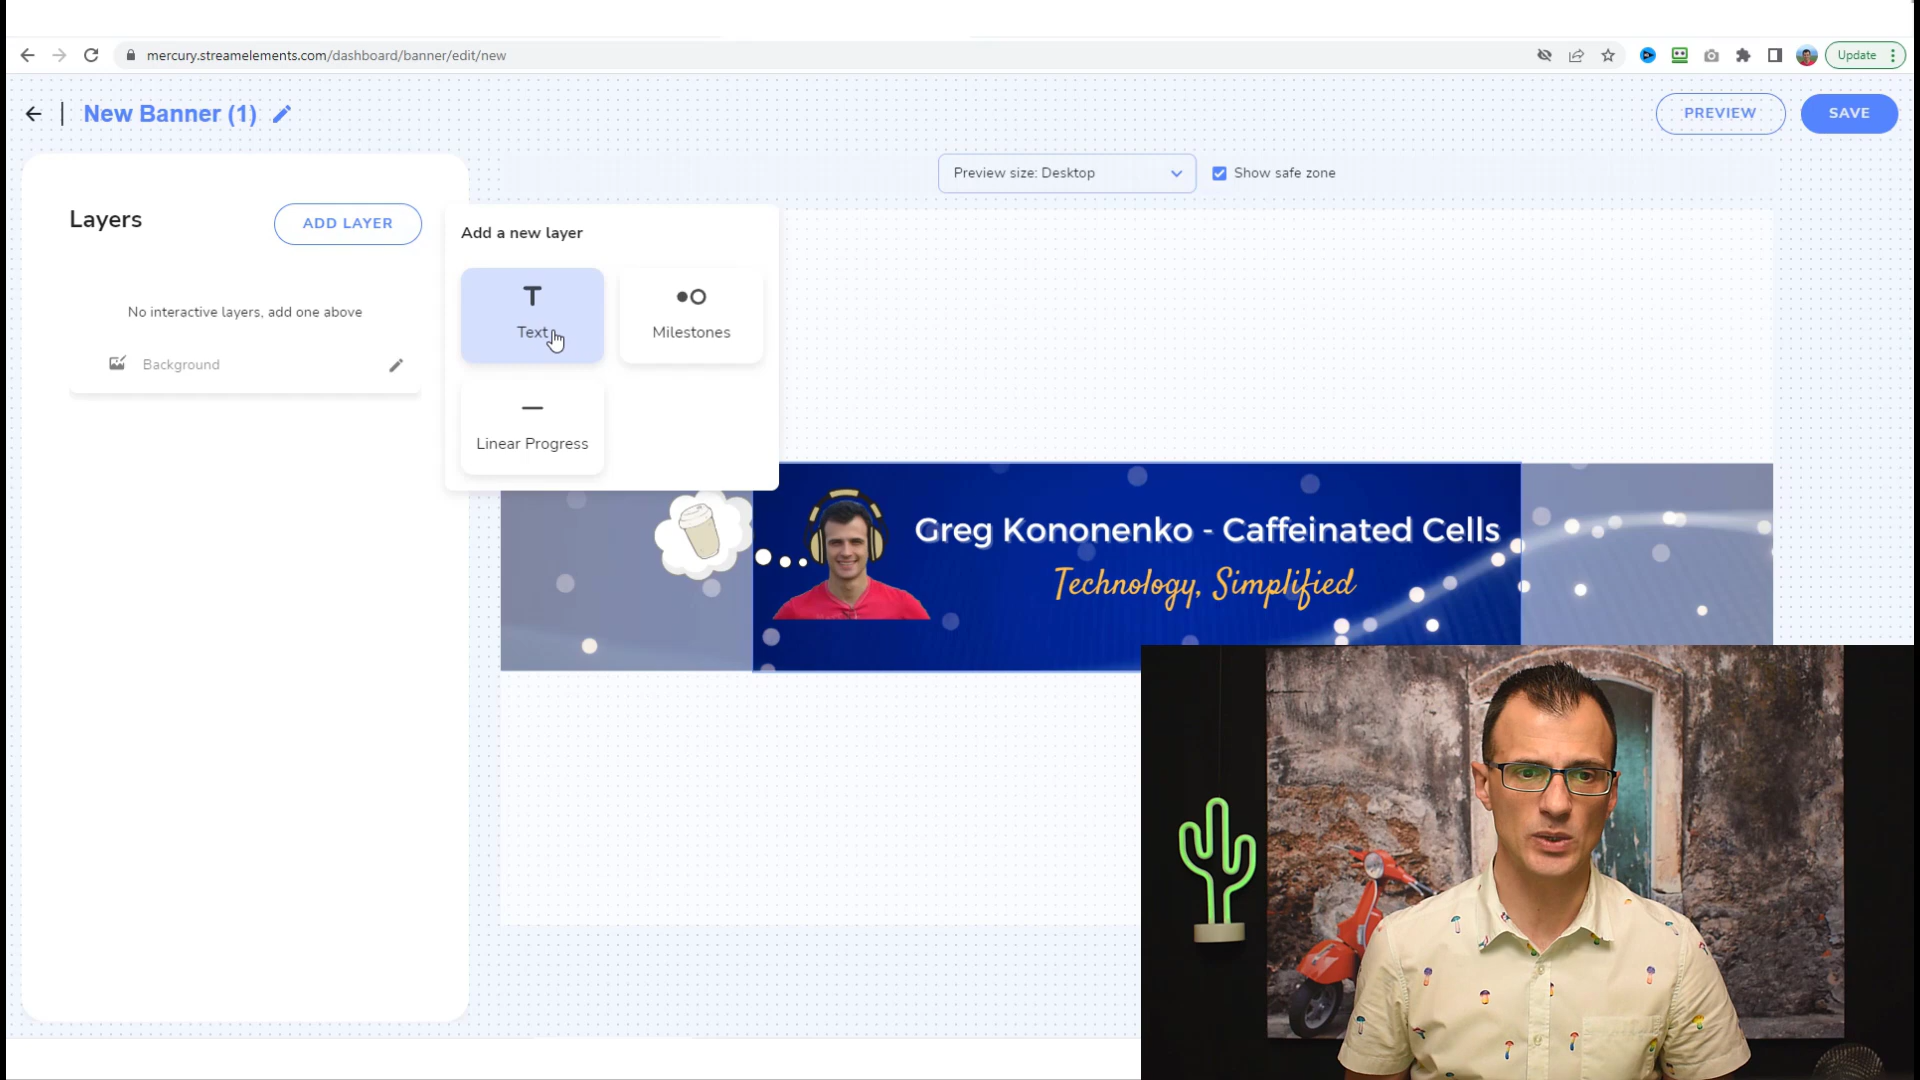 mercury.streamelements.com/dashboard/banner/edit/new
Update
New Banner (1)
PREVIEW
SAVE
Preview size: Desktop
Show safe zone
Layers
ADD LAYER
Add a new layer
T
Text
Milestones
No interactive layers, add one above
Background
Linear Progress
Greg Kononenko - Caffeinated Cells
Technology, Simplified